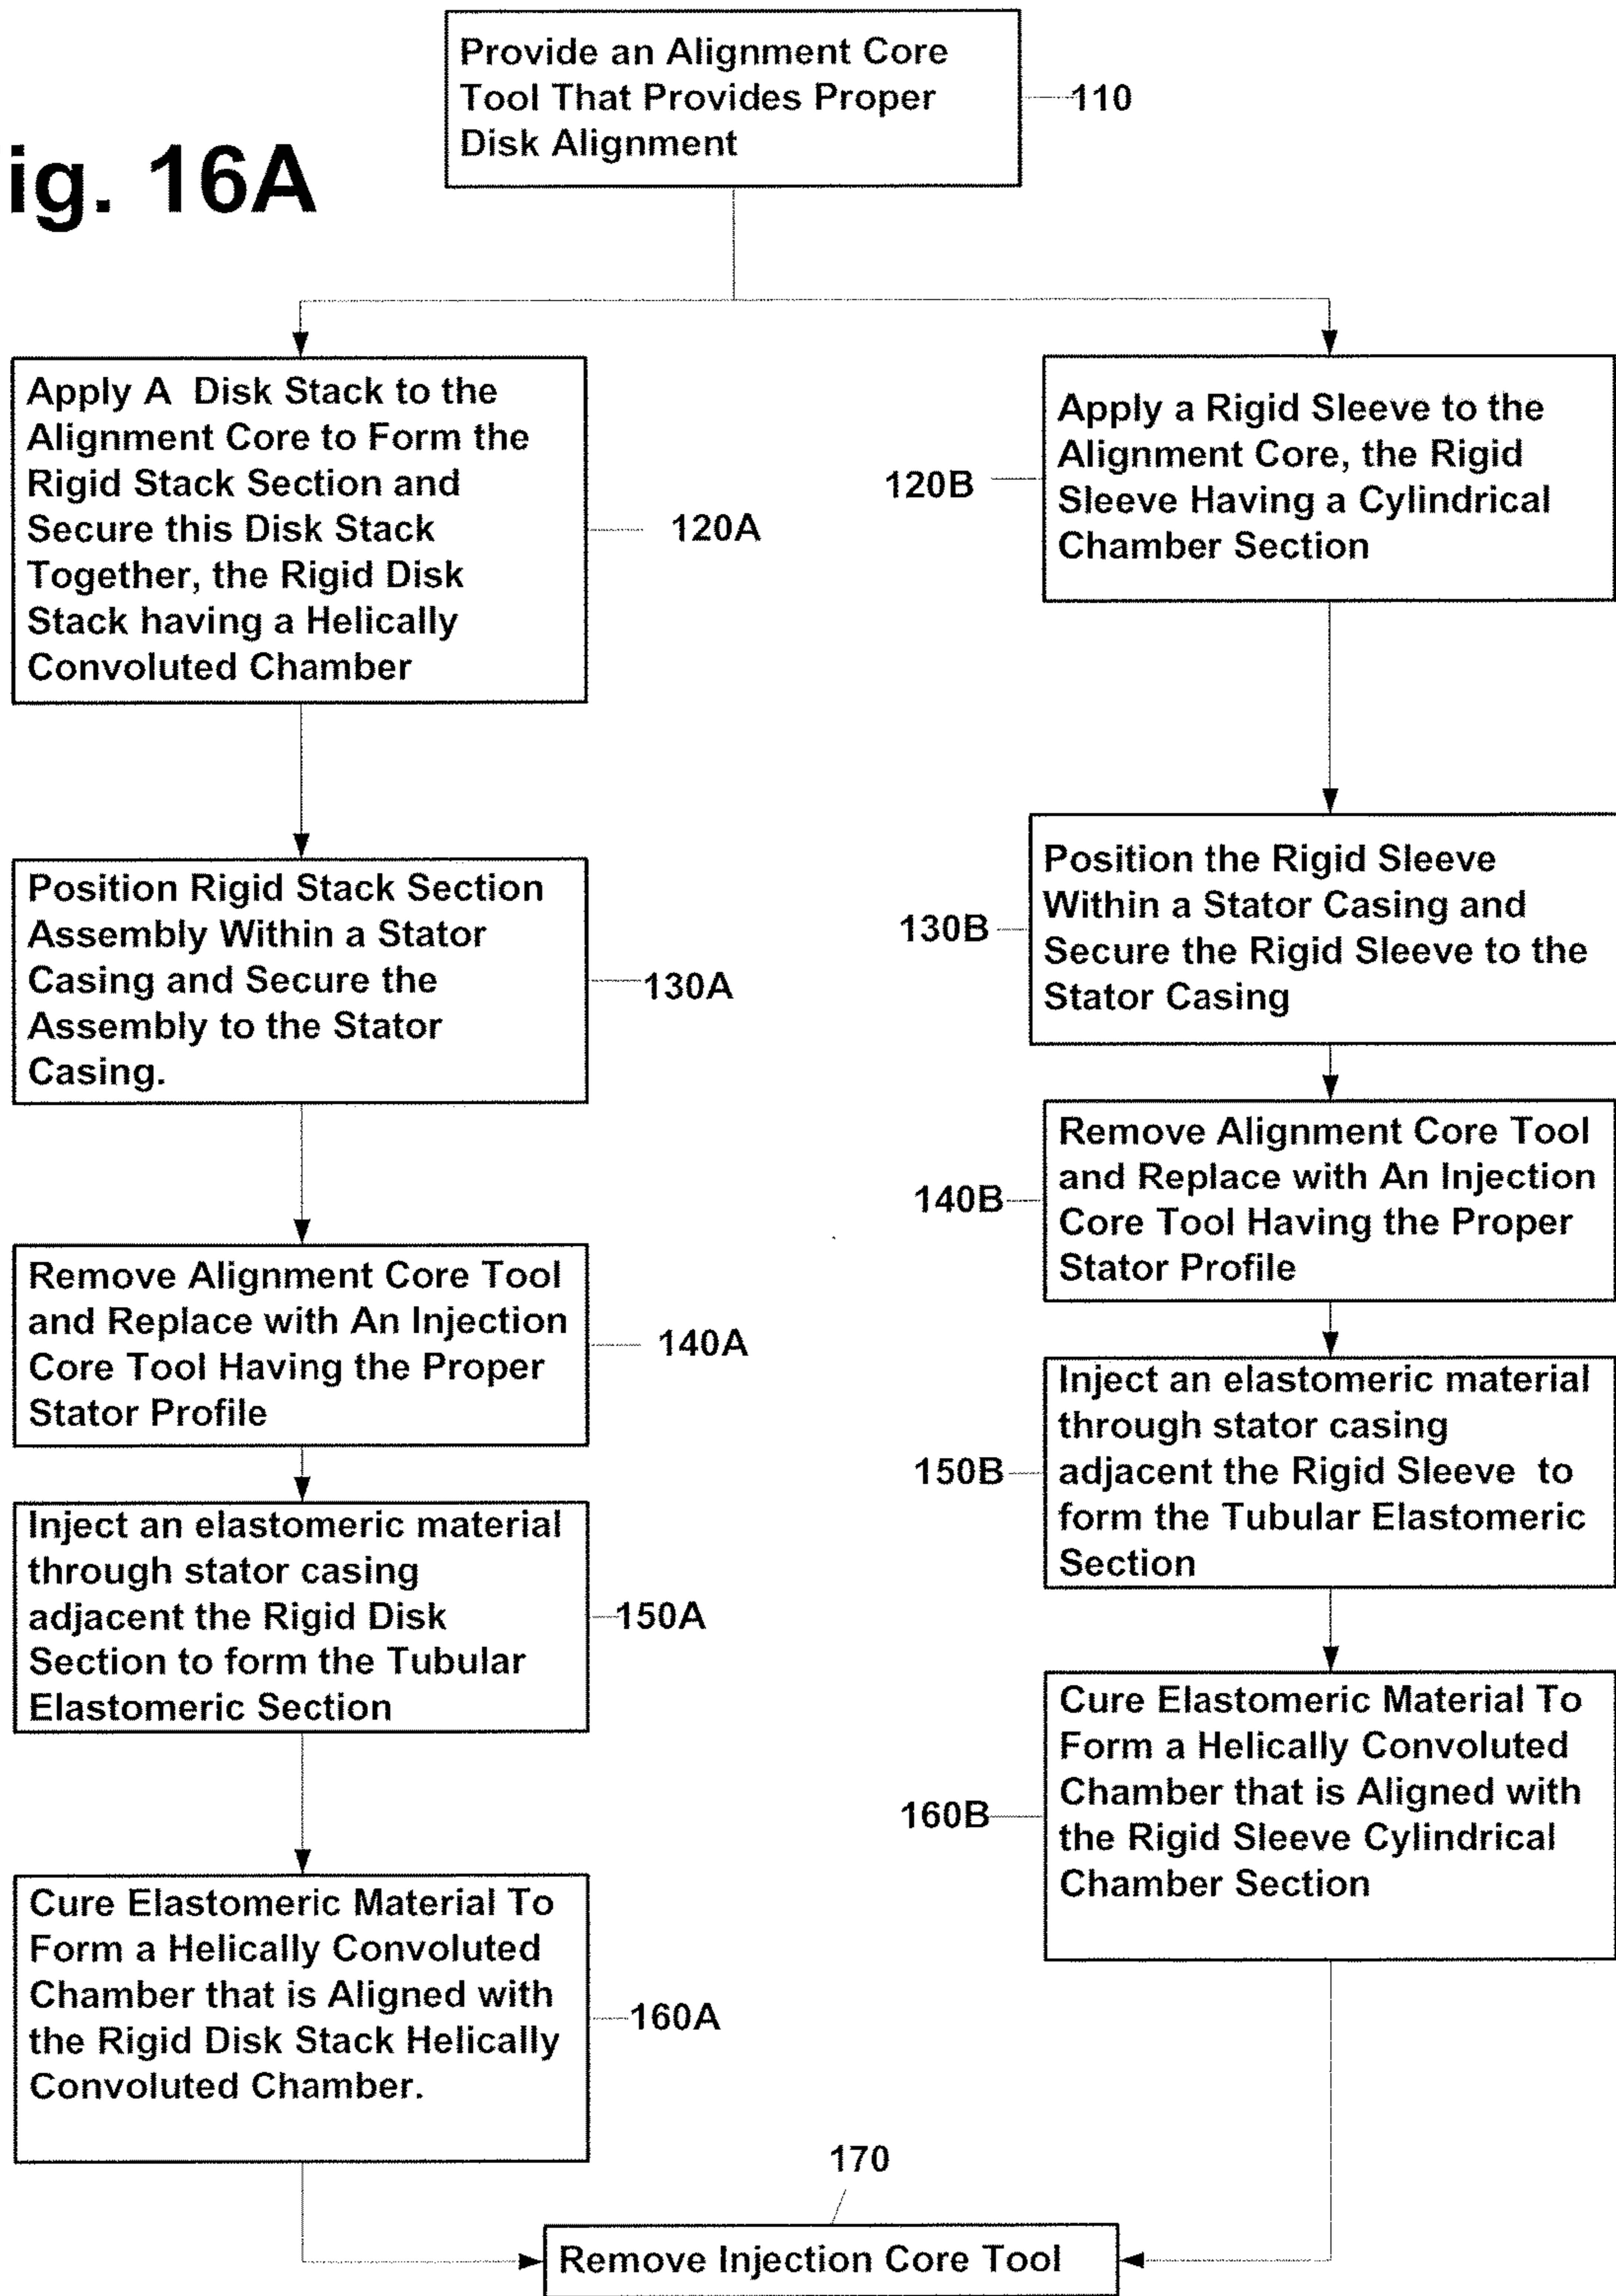 Provide an Alignment Core
Tool That Provides Proper
Disk Alignment
110
ig. 16A
Apply A Disk Stack to the
Alignment Core to Form the
Rigid Stack Section and
Secure this Disk Stack
Together, the Rigid Disk
Stack having a Helically
Convoluted Chamber
120A
Apply a Rigid Sleeve to the
Alignment Core, the Rigid
Sleeve Having a Cylindrical
Chamber Section
120B
Position Rigid Stack Section
Assembly Within a Stator
Casing and Secure the
Assembly to the Stator
Casing.
130A
Position the Rigid Sleeve
Within a Stator Casing and
Secure the Rigid Sleeve to the
Stator Casing
130B
Remove Alignment Core Tool
and Replace with An Injection
Core Tool Having the Proper
Stator Profile
140A
Remove Alignment Core Tool
and Replace with An Injection
Core Tool Having the Proper
Stator Profile
140B
Inject an elastomeric material
through stator casing
adjacent the Rigid Disk
Section to form the Tubular
Elastomeric Section
150A
Inject an elastomeric material
through stator casing
adjacent the Rigid Sleeve to
form the Tubular Elastomeric
Section
150B
Cure Elastomeric Material To
Form a Helically Convoluted
Chamber that is Aligned with
the Rigid Disk Stack Helically
Convoluted Chamber.
160A
Cure Elastomeric Material To
Form a Helically Convoluted
Chamber that is Aligned with
the Rigid Sleeve Cylindrical
Chamber Section
160B
170
Remove Injection Core Tool